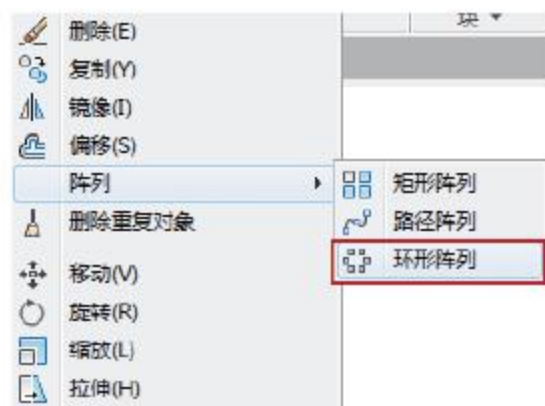 块
删除(E)
复制(Y)
镜像(I)
偏移(S)
阵列
矩形阵列
路径阵列
环形阵列
删除重复对象
移动(V)
旋转(R)
缩放(L)
拉伸(H)